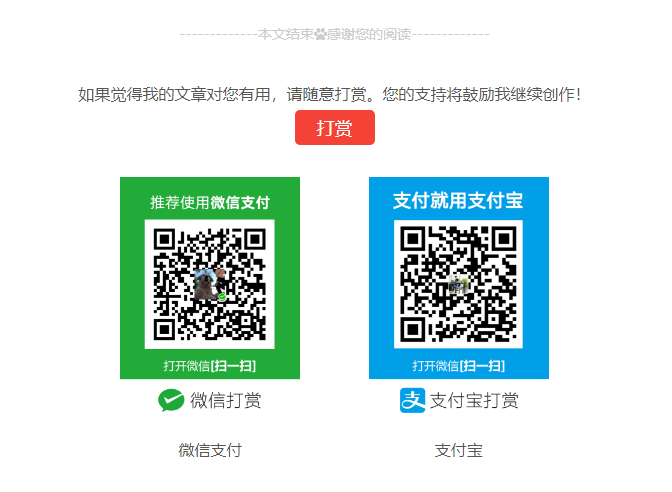 -------------本文结束感谢您的阅读-------------
如果觉得我的文章对您有用，请随意打赏。您的支持将鼓励我继续创作！
打赏
推荐使用微信支付
打开微信[扫一扫]
微信打赏
微信支付
支付就用支付宝
打开微信[扫一扫]
支 支付宝打赏
支付宝